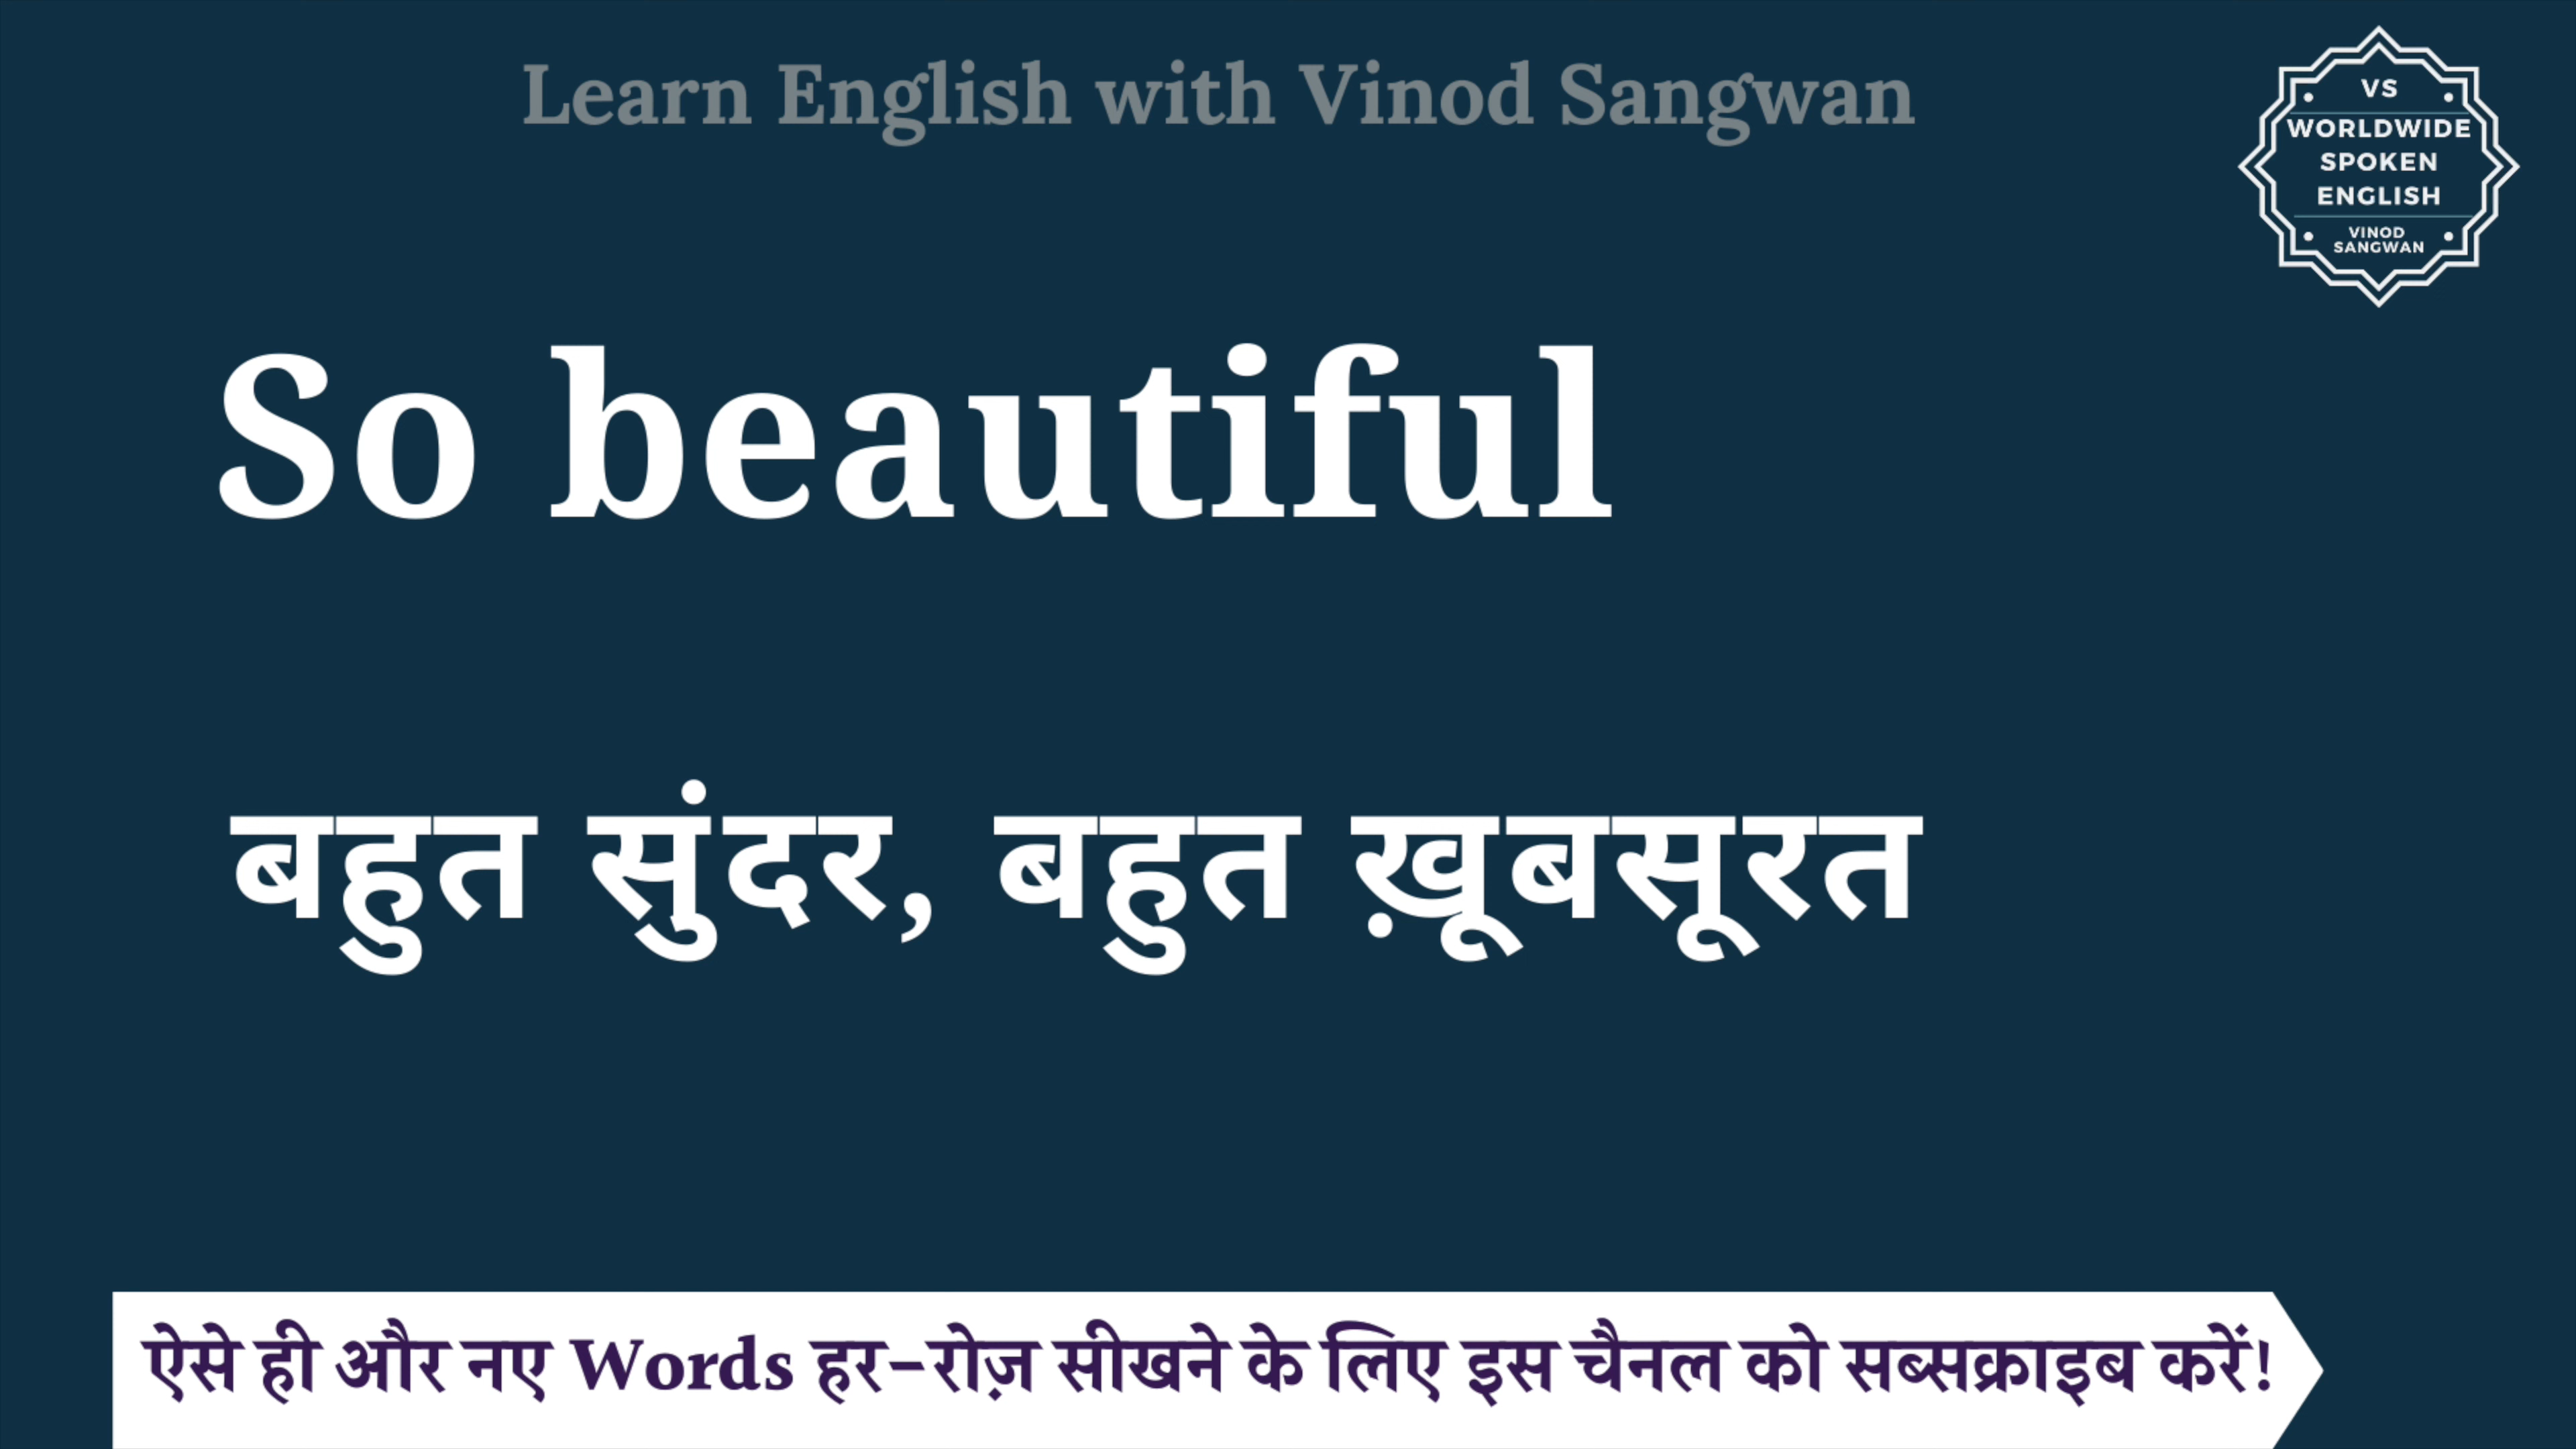 Learn English with Vinod Sangwan
VS
WORLDWIDE
SPOKEN
ENGLISH
VINOD
SANGWAN
So beautiful
बहुत सुंदर, बहुत ख़ूबसूरत
ऐसे ही और नए Words हर-रोज़ सीखने के लिए इस चैनल को सब्सक्राइब करें!